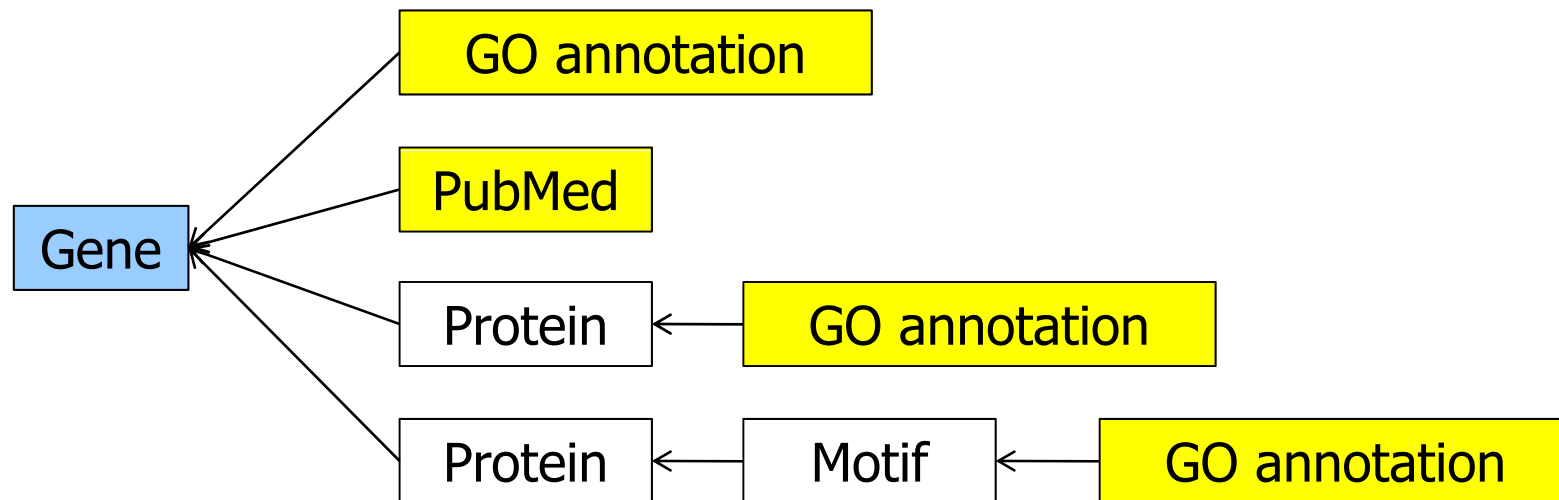 GO annotation
PubMed
Gene
Protein
GO annotation
Protein
Motif
GO annotation